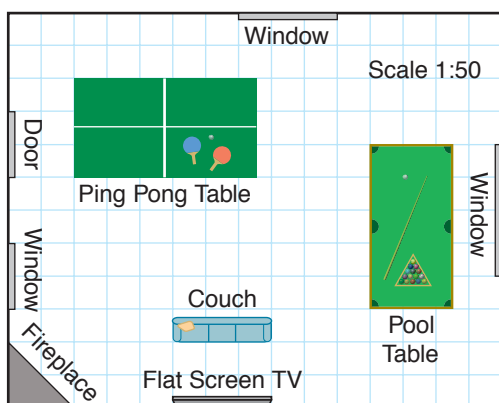 Window
Scale 1:50
Door
Ping Pong Table
Window
Window
Couch
Pool
Table
Fireplace
Flat Screen TV